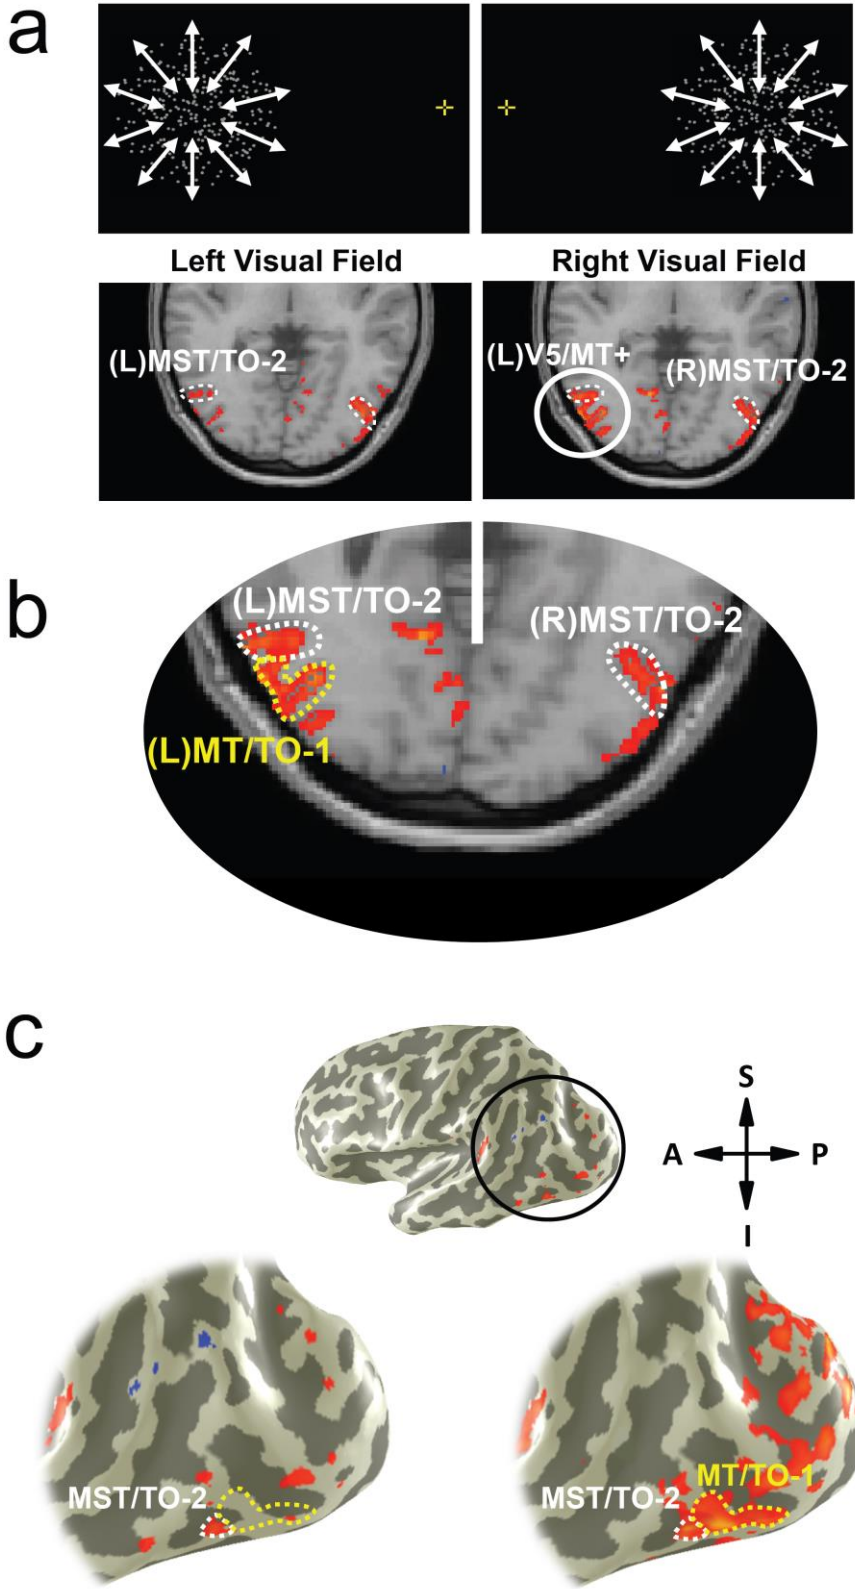 a
Left Visual Field
Right Visual Field
(L)MST/TO-2
(L)V5/MT+
(R)MST/TO-2
b
(L)MST/TO-2
(R)MST/TO-2
(L)MT/TO-1
c
S
A
P
I
MST/TO-2
MT/TO-1
MST/TO-2